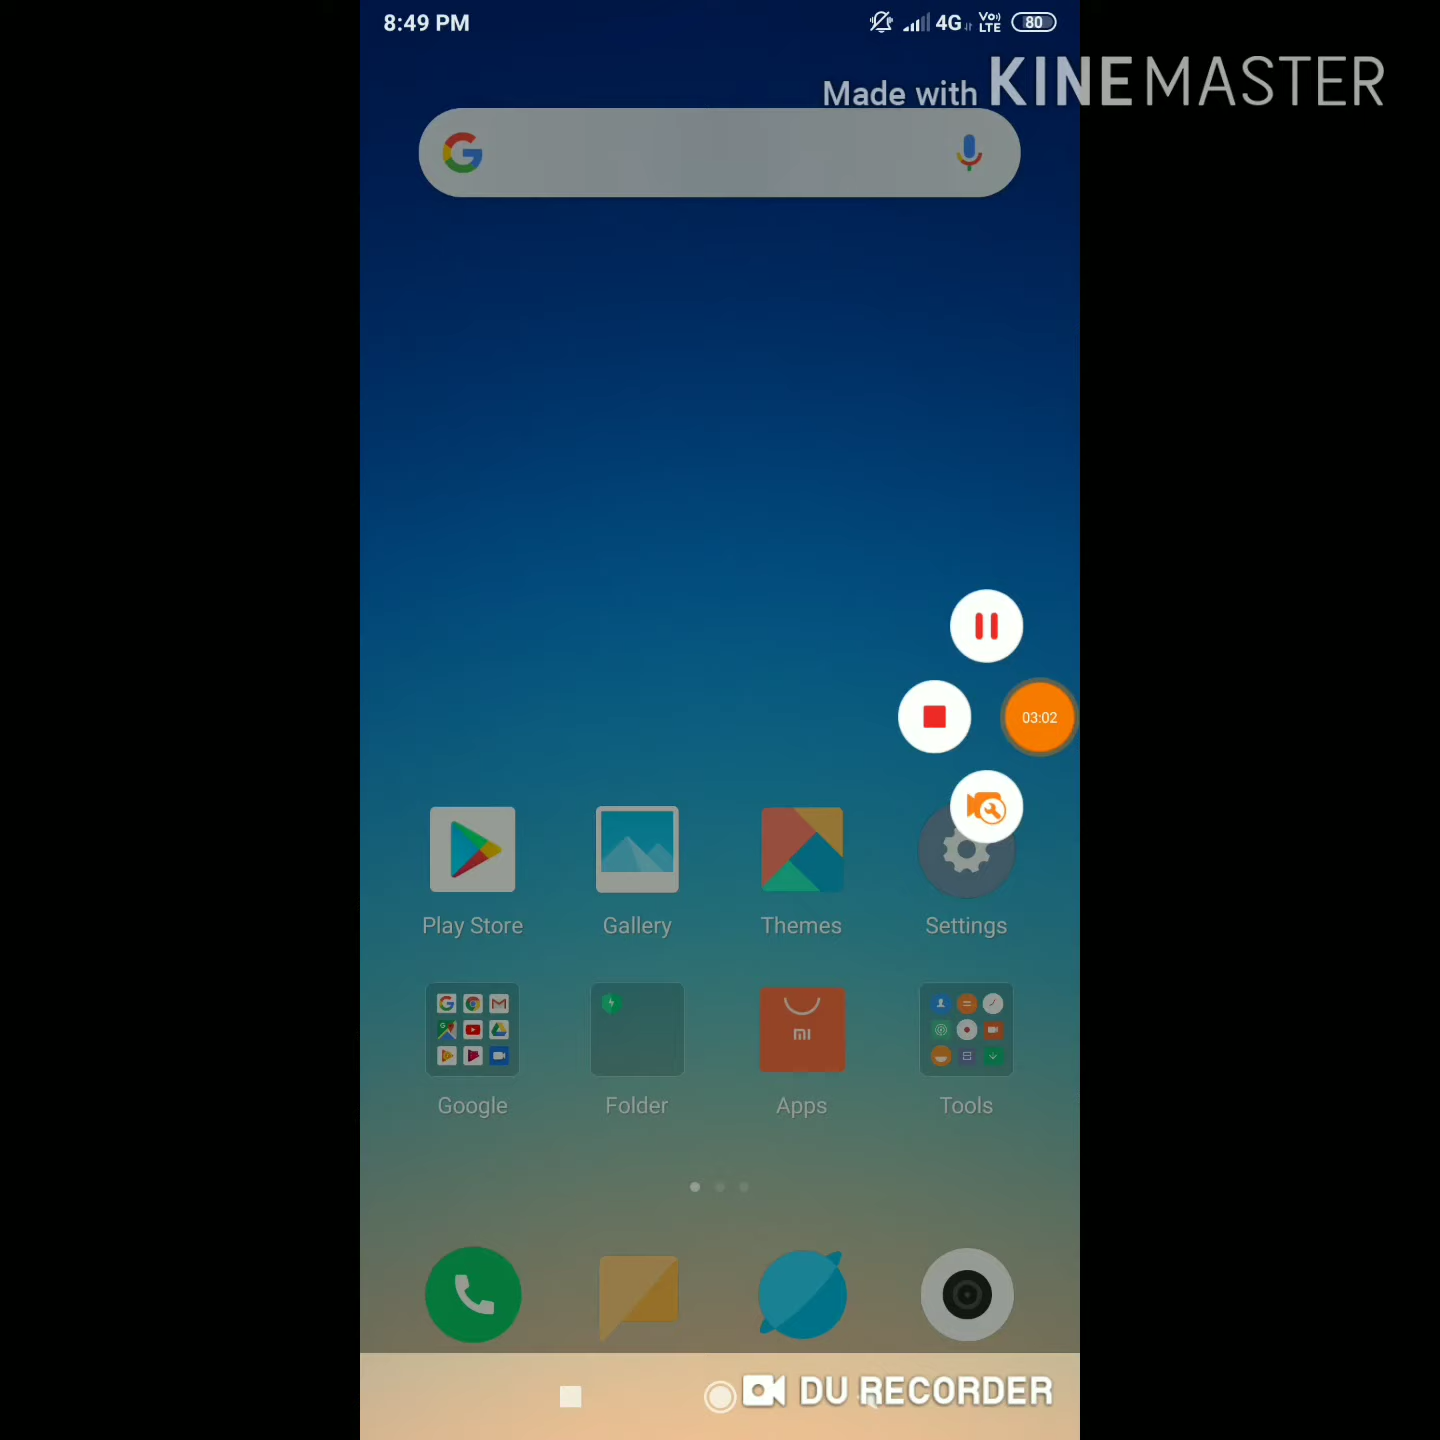 8:49 PM
4G
Vo)
LTE
80
Made with KINEMASTER
03:02
Play Store
Gallery
Themes
Settings
Google
Folder
Apps
Tools
DU RECORDER